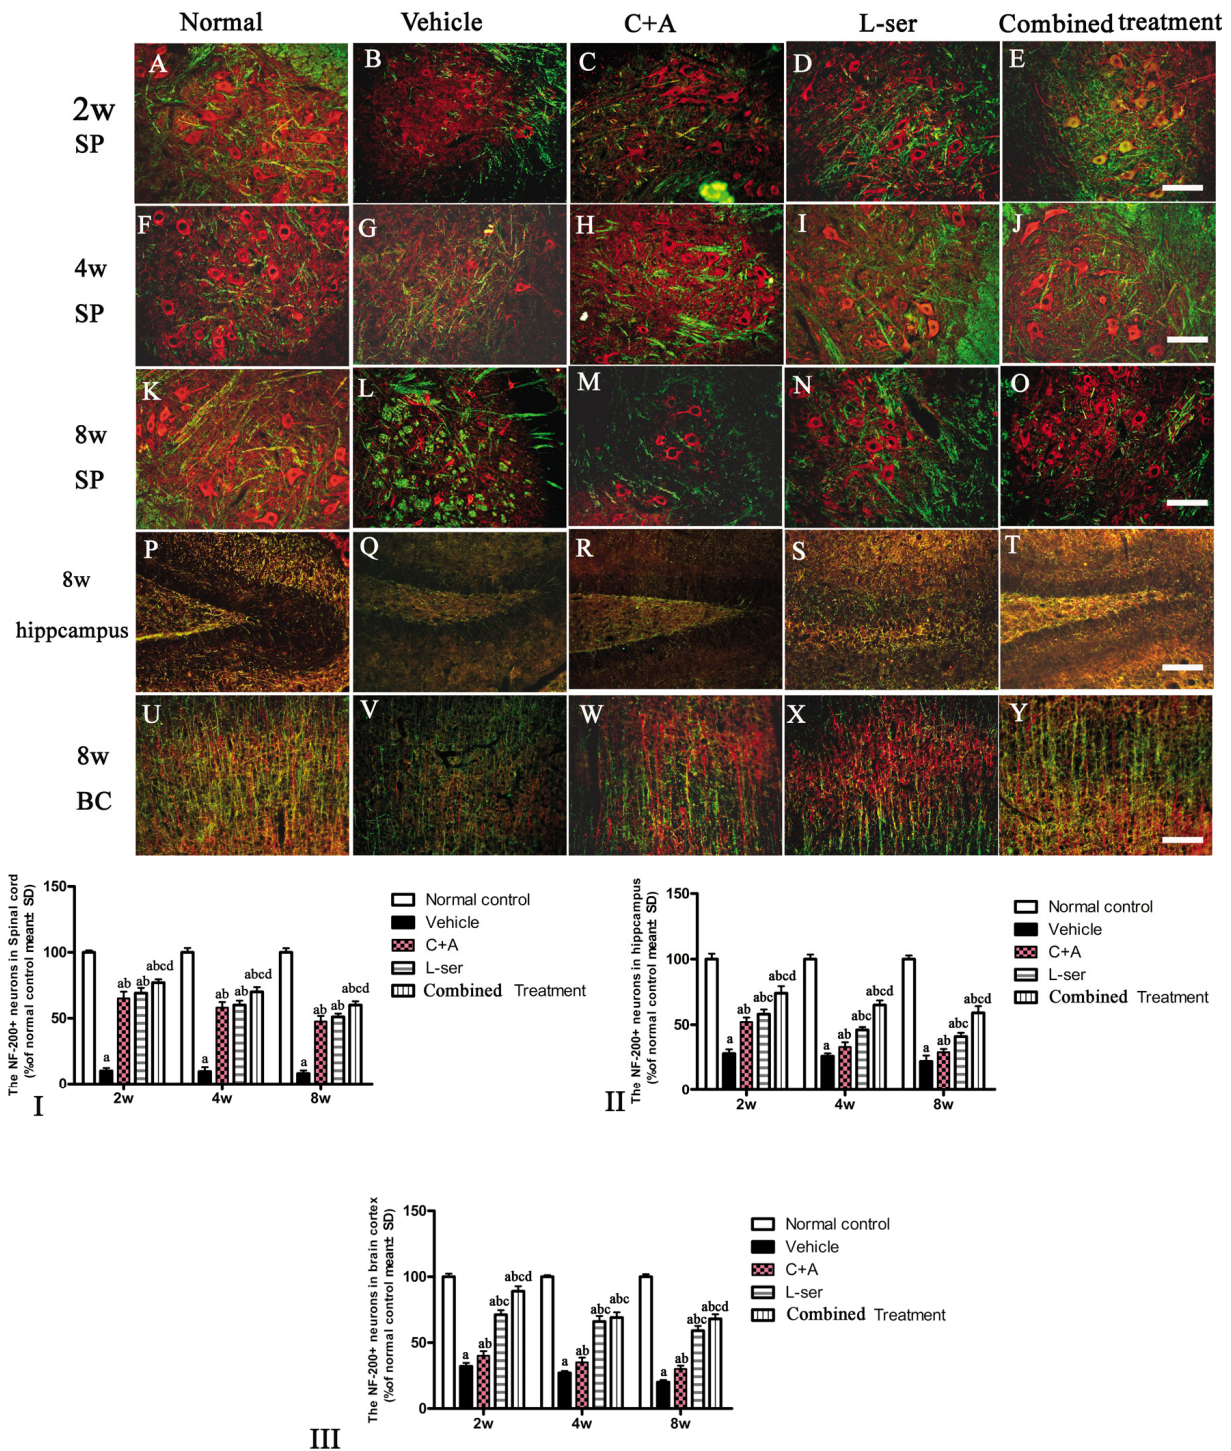 Normal Vehicle C+A L-ser Combined treatment
A B C D E
2w
SP
F G H I J
4w
SP
K L M N O
8w
SP
P Q R S T
8w
hippcampus
U V W X Y
8w
BC
The NF-200+ neurons in Spinal cord
(%of normal control mean± SD)
150
100
50
0
a ab ab abcd
a ab ab abcd
a ab ab abcd
2w 4w 8w
Normal control
Vehicle
C+A
L-ser
Combined Treatment
I
The NF-200+ neurons in hippcampus
(%of normal control mean± SD)
150
100
50
0
a ab abc abcd
a ab abc abcd
a ab abc abcd
2w 4w 8w
Normal control
Vehicle
C+A
L-ser
Combined Treatment
II
The NF-200+ neurons in brain cortex
(%of normal control mean± SD)
150
100
50
0
a ab abc abcd
a ab abc abc
a ab abc abcd
2w 4w 8w
Normal control
Vehicle
C+A
L-ser
Combined Treatment
III